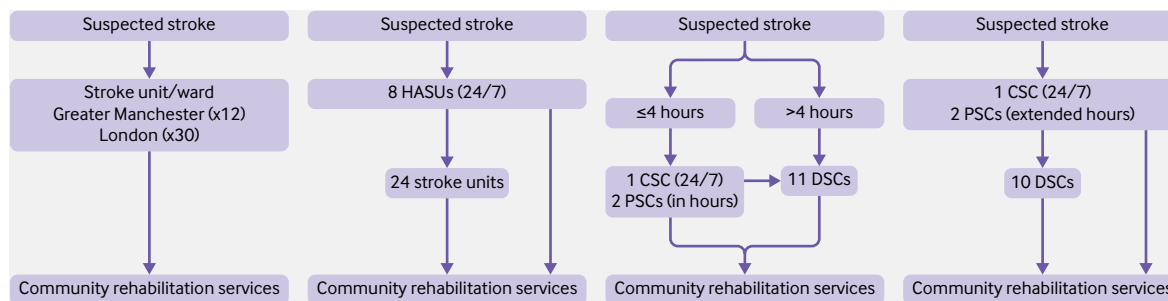 Suspected stroke
Stroke unit/ward
Greater Manchester (x12)
London (x30)
Community rehabilitation services
Suspected stroke
8 HASUs (24/7)
24 stroke units
Community rehabilitation services
Suspected stroke
≤4 hours
>4 hours
1 CSC (24/7)
2 PSCs (in hours)
11 DSCs
Community rehabilitation services
Suspected stroke
1 CSC (24/7)
2 PSCs (extended hours)
10 DSCs
Community rehabilitation services